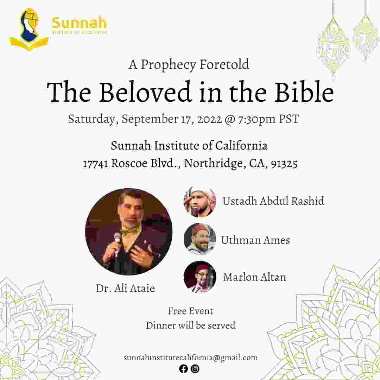 Sunnah
A Prophecy Foretold
The Beloved in the Bible
Saturday, September 17, 2022 @ 7:30pm PST
Sunnah Institute of California
17741 Roscoe Blvd., Northridge, CA, 91325
Ustadh Abdul Rashid
Uthman Ames
Marlon Altan
Dr. Ali Ataie
Free Event
Dinner will be served
sunnahinstitutecalifornia@gmail.com